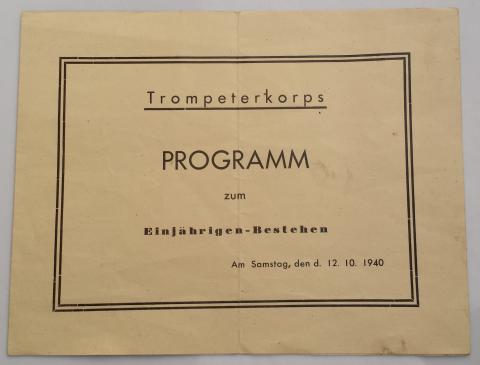 Trompeterkorps
PROGRAMM
zum
Einjährigen-Bestehen
Am Samstag, den d. 12. 10. 1940